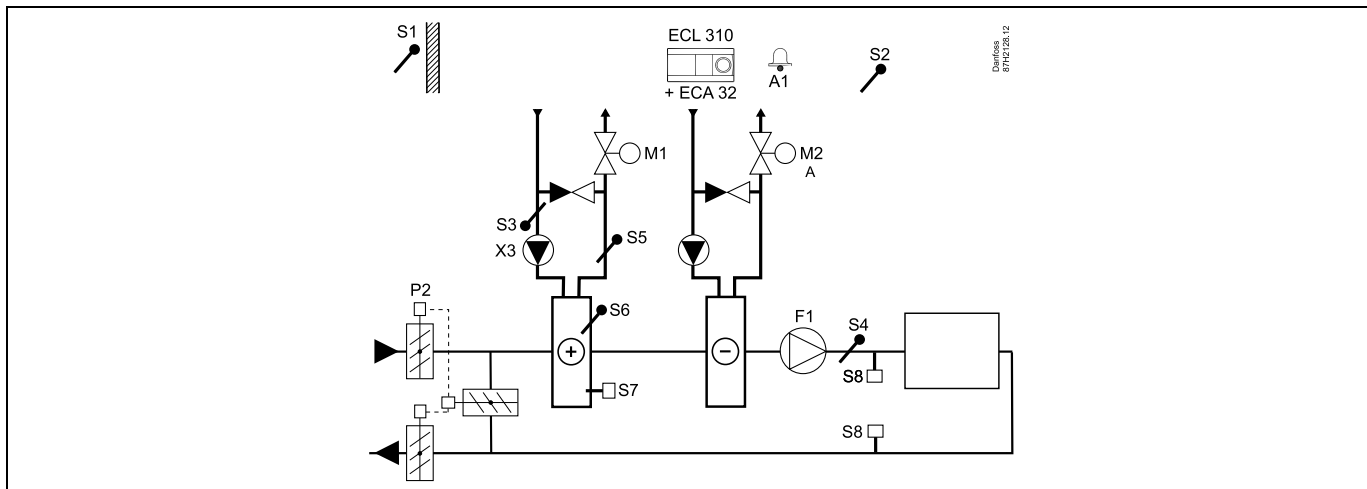 S1
ECL 310
+ ECA 32
A1
S2
Danfoss
87H2128.12
M1
M2
A
S3
S5
X3
P2
S6
F1
S4
+
−
S7
S8
S8